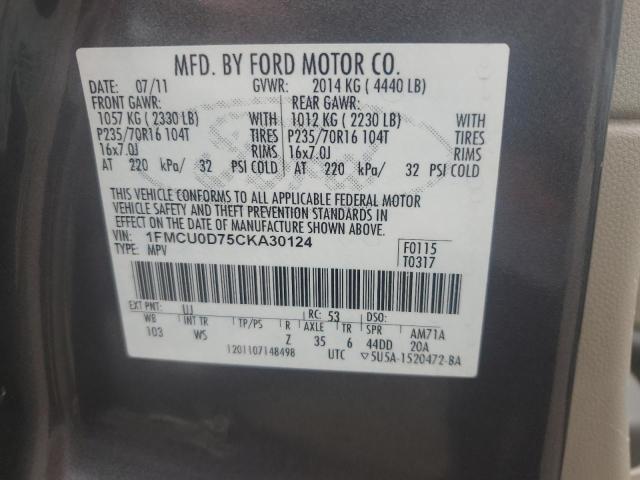 MFD. BY FORD MOTOR CO.
DATE: 07/11 GVWR: 2014 KG ( 4440 LB)
FRONT GAWR: REAR GAWR:
1057 KG ( 2330 LB) WITH 1012 KG ( 2230 LB) WITH
P235/70R16 104T TIRES P235/70R16 104T TIRES
16x7.0J RIMS 16x7.0J RIMS
AT 220 kPa/ 32 PSI COLD AT 220 kPa/ 32 PSI COLD
THIS VEHICLE CONFORMS TO ALL APPLICABLE FEDERAL MOTOR
VEHICLE SAFETY AND THEFT PREVENTION STANDARDS IN
EFFECT ON THE DATE OF MANUFACTURE SHOWN ABOVE.
VIN: 1FMCU0D75CKA30124 F0115
TYPE: MPV T0317
EXT PNT: UJ RC: 53 DSO:
WB INT TR TP/PS R AXLE TR SPR AM71A
103 WS Z 35 6 44DD 20A
1201107148498 UTC ▽5U5A-1520472-BA